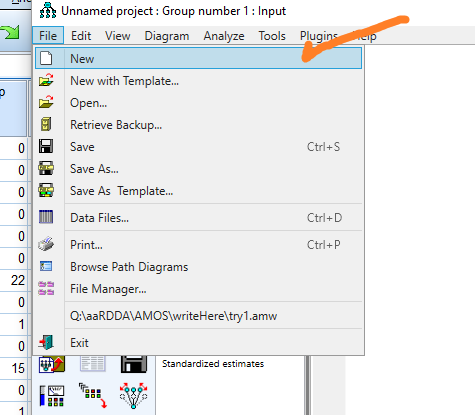 Unnamed project : Group number 1 : Input
File Edit View Diagram Analyze Tools Plugins Help
p
New
New with Template...
Open...
Retrieve Backup...
Save Ctrl+S
Save As...
Save As  Template...
Data Files... Ctrl+D
Print... Ctrl+P
Browse Path Diagrams
File Manager...
Q:\aaRDDA\AMOS\writeHere\try1.amw
Exit
Standardized estimates
0
0
0
0
0
0
22
0
1
0
15
0
1